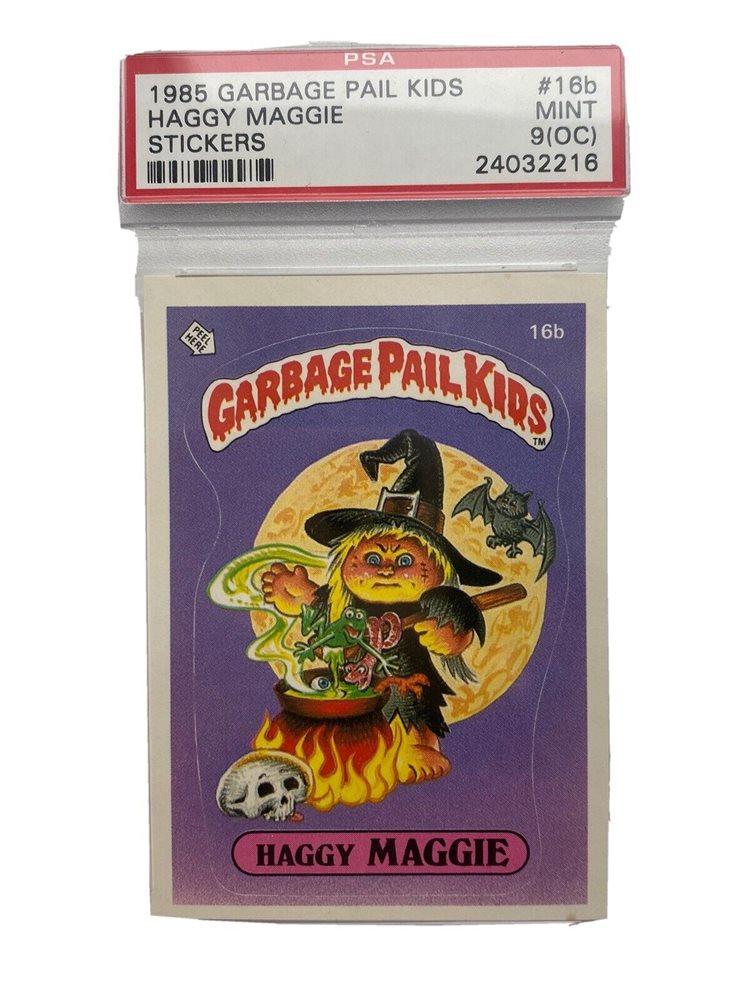 PSA
1985 GARBAGE PAIL KIDS #16b
HAGGY MAGGIE MINT
STICKERS 9(OC)
24032216
PEEL HERE
16b
GARBAGE PAIL KIDS
TM
HAGGY MAGGIE